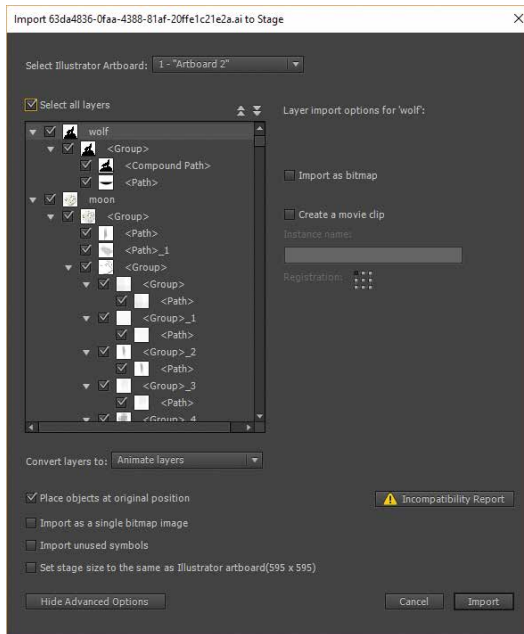 Import 63da4836-0faa-4388-81af-20ffe1c21e2a.ai to Stage
Select Illustrator Artboard: 1 - "Artboard 2"
Select all layers
Layer import options for 'wolf':
wolf
<Group>
<Compound Path>
<Path>
moon
<Group>
<Path>
<Path>_1
<Group>
<Group>
<Path>
<Group>_1
<Path>
<Group>_2
<Path>
<Group>_3
<Path>
<Group>_4
Import as bitmap
Create a movie clip
Instance name:
Registration:
Convert layers to: Animate layers
Place objects at original position
Incompatibility Report
Import as a single bitmap image
Import unused symbols
Set stage size to the same as Illustrator artboard(595 x 595)
Hide Advanced Options
Cancel
Import